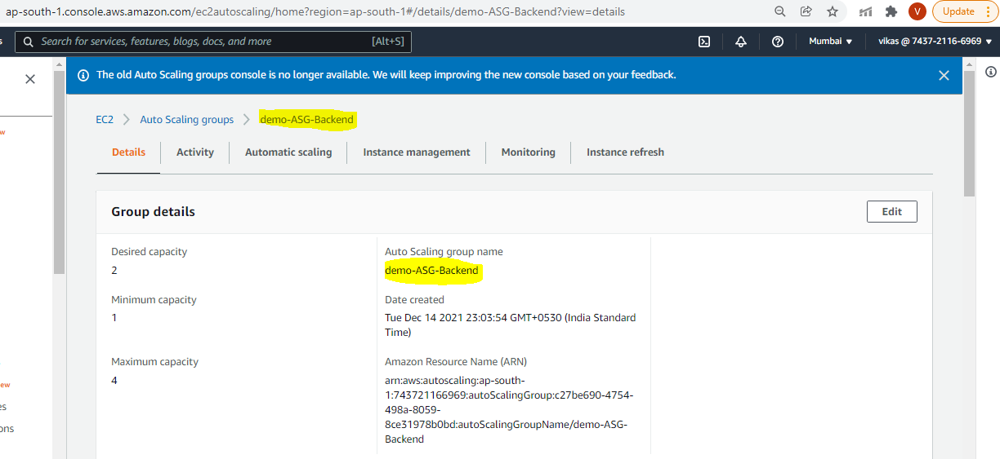 ap-south-1.console.aws.amazon.com/ec2autoscaling/home?region=ap-south-1#/details/demo-ASG-Backend?view=details
V
Update
s
Search for services, features, blogs, docs, and more
[Alt+S]
Mumbai
vikas @ 7437-2116-6969
The old Auto Scaling groups console is no longer available. We will keep improving the new console based on your feedback.
EC2
Auto Scaling groups
demo-ASG-Backend
w
Details
Activity
Automatic scaling
Instance management
Monitoring
Instance refresh
Group details
Edit
Desired capacity
2
Minimum capacity
1
Maximum capacity
4
Auto Scaling group name
demo-ASG-Backend
Date created
Tue Dec 14 2021 23:03:54 GMT+0530 (India Standard
Time)
Amazon Resource Name (ARN)
arn:aws:autoscaling:ap-south-
1:743721166969:autoScalingGroup:c27be690-4754-
498a-8059-
8ce31978b0bd:autoScalingGroupName/demo-ASG-
Backend
ew
es
ons